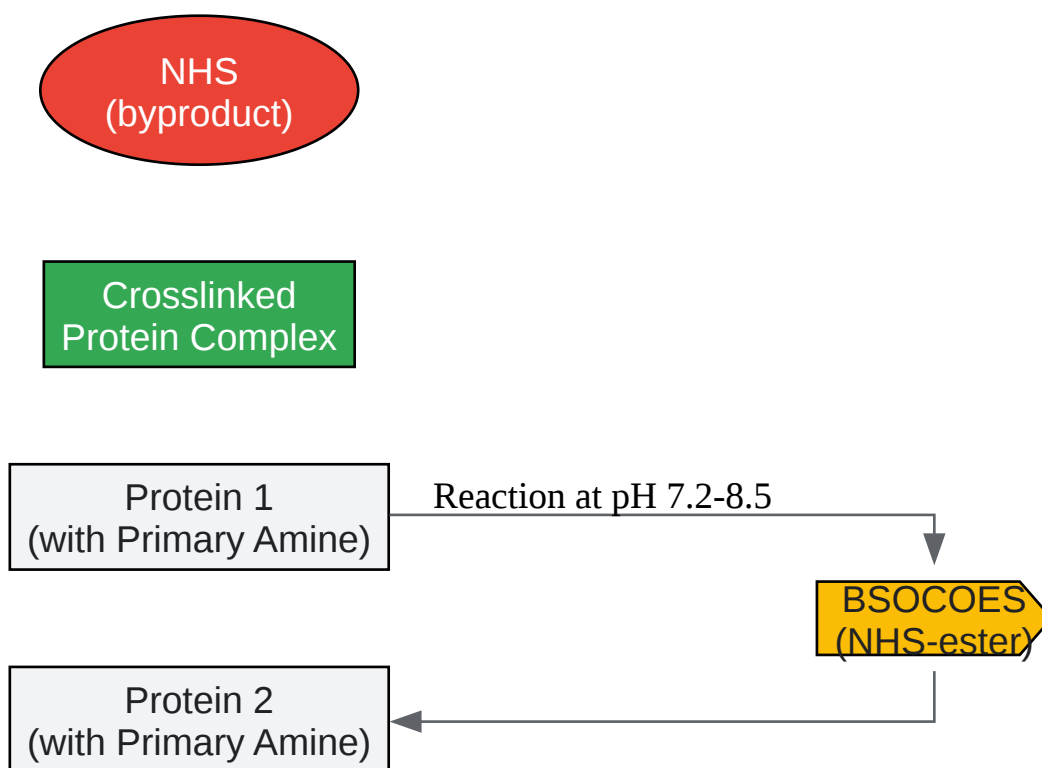 NHS
(byproduct)
Crosslinked
Protein Complex
Protein 1
(with Primary Amine)
Reaction at pH 7.2-8.5
BSOCOES
(NHS-ester)
Protein 2
(with Primary Amine)